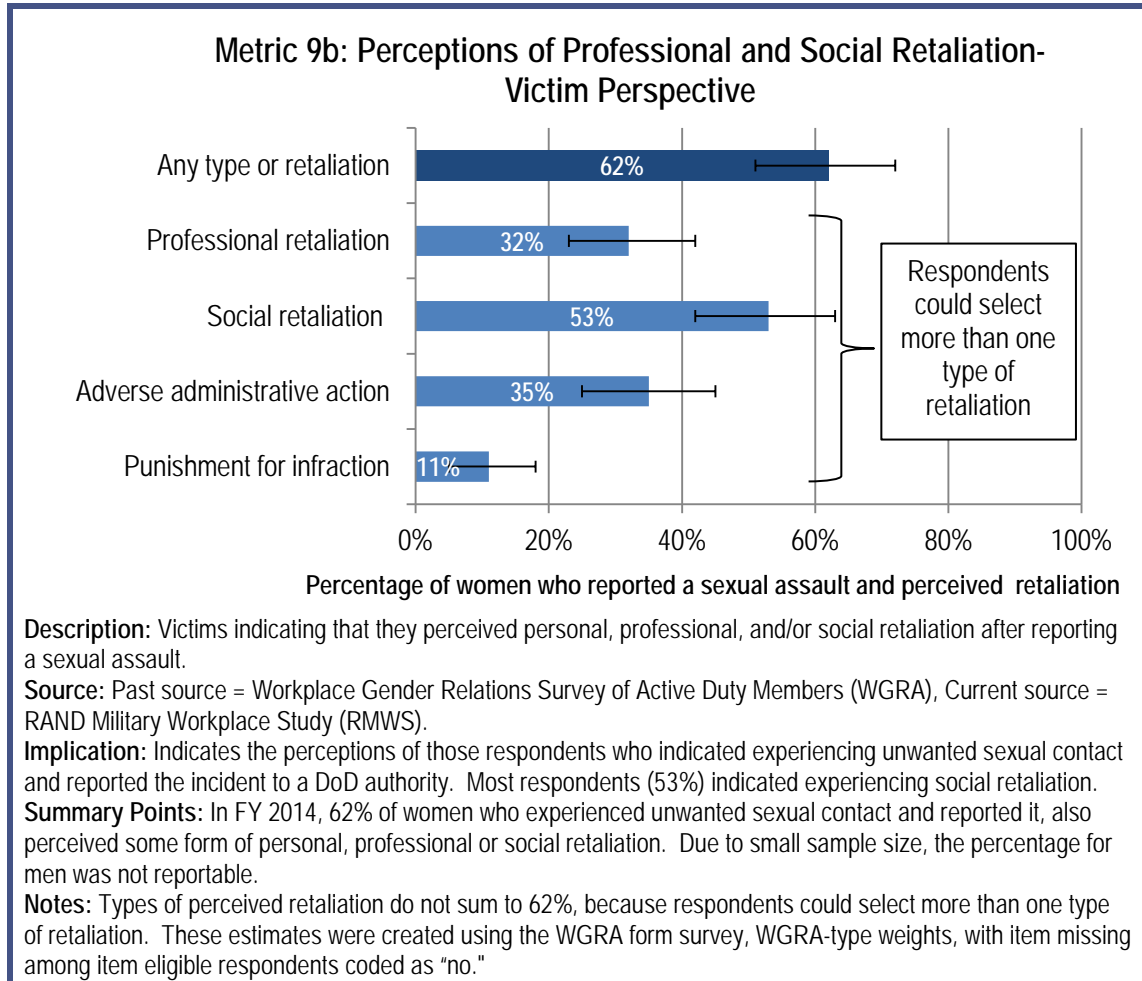 Metric 9b: Perceptions of Professional and Social Retaliation-
Victim Perspective
Any type or retaliation
62%
Professional retaliation
32%
Social retaliation
53%
Adverse administrative action
35%
Punishment for infraction
11%
Respondents
could select
more than one
type of
retaliation
0% 20% 40% 60% 80% 100%
Percentage of women who reported a sexual assault and perceived retaliation
Description: Victims indicating that they perceived personal, professional, and/or social retaliation after reporting
a sexual assault.
Source: Past source = Workplace Gender Relations Survey of Active Duty Members (WGRA), Current source =
RAND Military Workplace Study (RMWS).
Implication: Indicates the perceptions of those respondents who indicated experiencing unwanted sexual contact
and reported the incident to a DoD authority. Most respondents (53%) indicated experiencing social retaliation.
Summary Points: In FY 2014, 62% of women who experienced unwanted sexual contact and reported it, also
perceived some form of personal, professional or social retaliation. Due to small sample size, the percentage for
men was not reportable.
Notes: Types of perceived retaliation do not sum to 62%, because respondents could select more than one type
of retaliation. These estimates were created using the WGRA form survey, WGRA-type weights, with item missing
among item eligible respondents coded as “no."